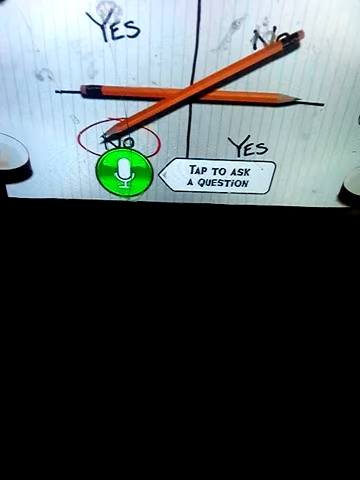 YES
No
No
YES
TAP TO ASK
A QUESTION